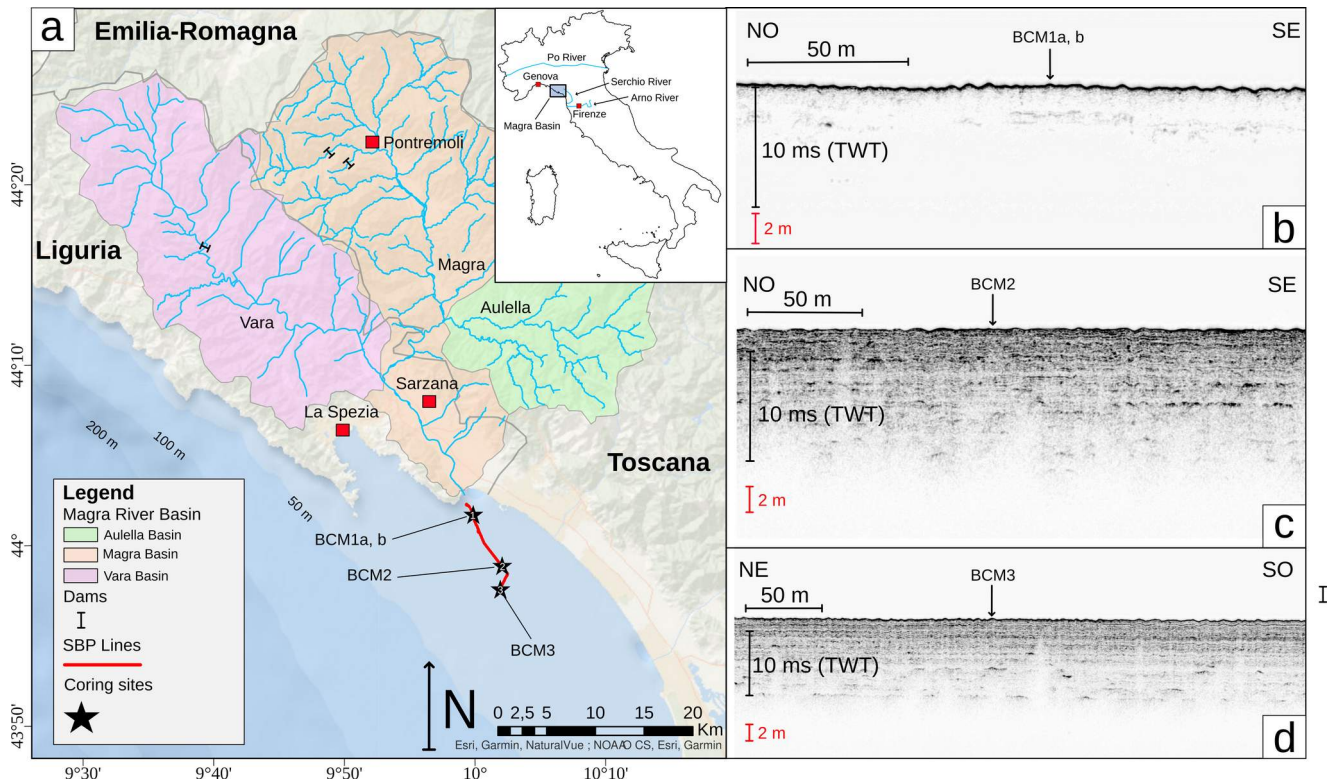 a
Emilia-Romagna
Po River
Genova
Serchio River
Arno River
Firenze
Magra Basin
Pontremoli
Liguria
Magra
Aulella
Vara
Sarzana
La Spezia
Toscana
200 m
100 m
50 m
BCM1a, b
BCM2
BCM3
1
2
3
Legend
Magra River Basin
Aulella Basin
Magra Basin
Vara Basin
Dams
SBP Lines
Coring sites
N
0 2,5 5 10 15 20
Km
Esri, Garmin, NaturalVue ; NOAA
CS, Esri, Garmin
44°20'
44°10'
44°
43°50'
9°30'
9°40'
9°50'
10°
10°10'
NO
SE
50 m
BCM1a, b
10 ms (TWT)
2 m
b
NO
SE
50 m
BCM2
10 ms (TWT)
2 m
c
NE
SO
50 m
BCM3
10 ms (TWT)
2 m
d